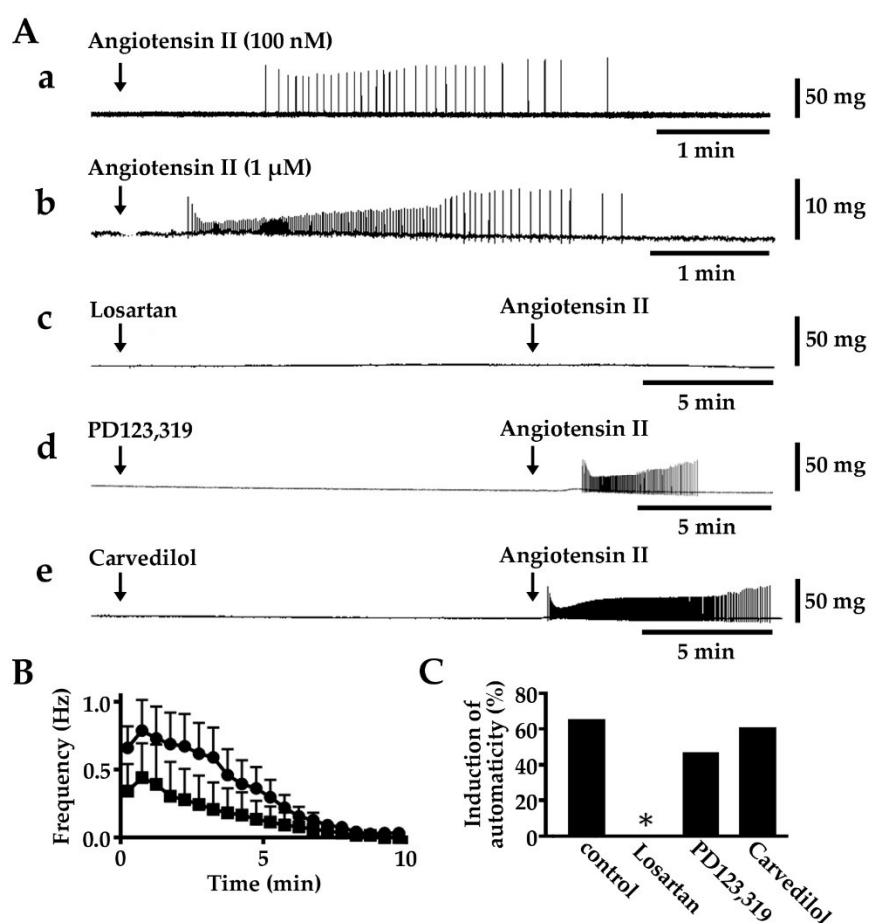 A
Angiotensin II (100 nM)
a
50 mg
1 min
Angiotensin II (1 μM)
b
10 mg
1 min
Losartan
Angiotensin II
c
50 mg
5 min
PD123,319
Angiotensin II
d
50 mg
5 min
Carvedilol
Angiotensin II
e
50 mg
5 min
B
Frequency (Hz)
1.0
0.5
0.0
0
5
10
Time (min)
C
Induction of
automaticity (%)
80
60
40
20
0
*
control
Losartan
PD123,319
Carvedilol